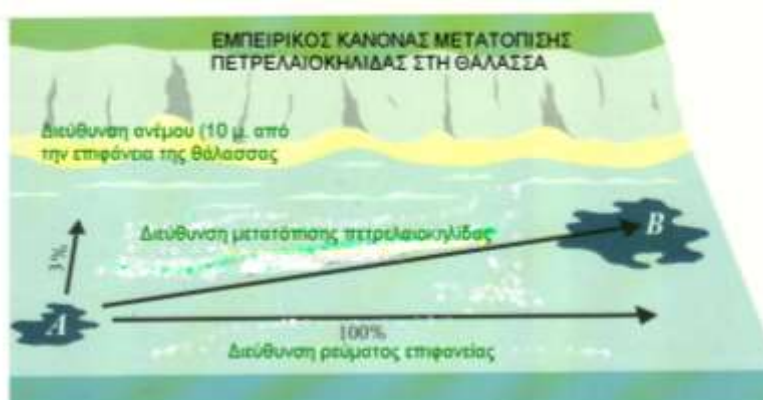 ΕΜΠΕΙΡΙΚΟΣ ΚΑΝΟΝΑΣ ΜΕΤΑΤΟΠΙΣΗΣ
ΠΕΤΡΕΛΑΙΟΚΗΛΙΔΑΣ ΣΤΗ ΘΑΛΑΣΣΑ
Διεύθυνση ανέμου (10 μ. από
την επιφάνεια της θάλασσας
Διεύθυνση μετατόπισης πετρελαιοκηλίδας
B
3%
A
100%
Διεύθυνση ρεύματος επιφανείας